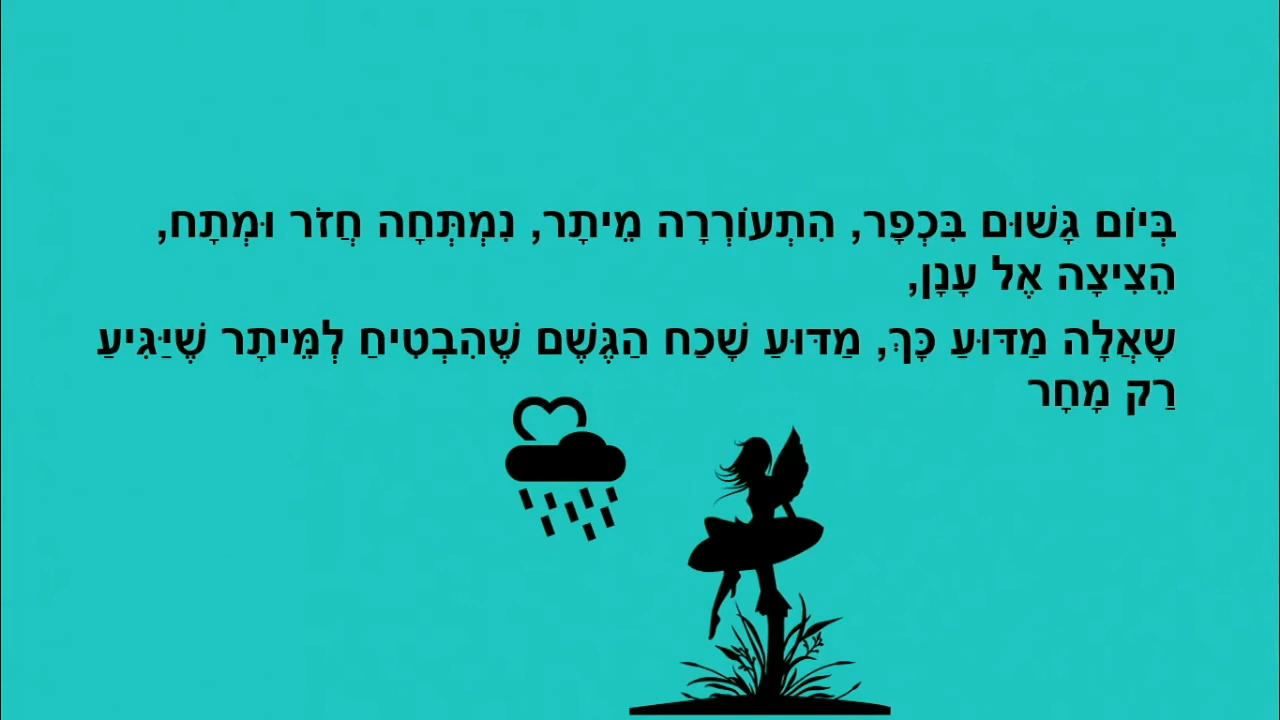 בְּיוֹם גָּשׁוּם בִּכְפָר, הִתְעוֹרְרָה מֵיתָר, נִמְתְּחָה חֲזֹר וּמְתָח,
הֵצִיצָה אֶל עָנָן,
שָׁאֲלָה מַדּוּעַ כָּךְ, מַדּוּעַ שָׁכַח הַגֶּשֶׁם שֶׁהִבְטִיחַ לְמֵּיתָר שֶׁיַּגִּיעַ
רַק מָחָר